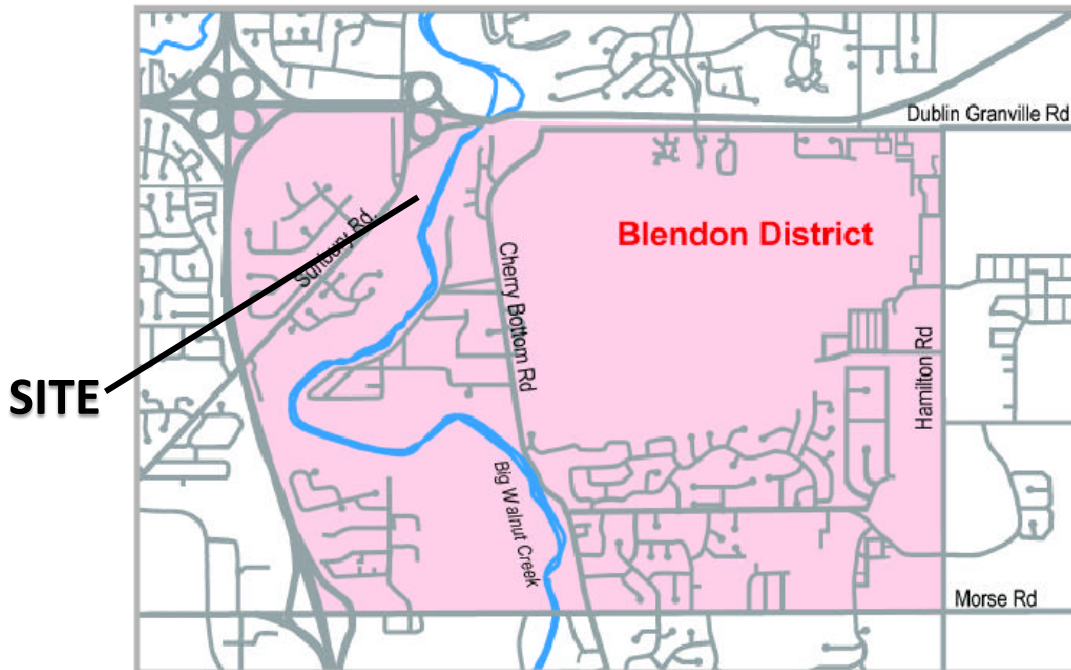 Dublin Granville Rd
Blendon District
Sunbury Rd.
Cherry Bottom Rd
Hamilton Rd
SITE
Big Walnut Creek
Morse Rd